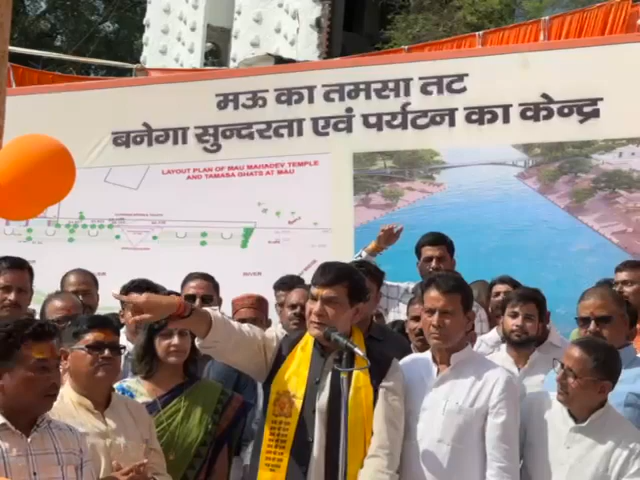 मऊ का तमसा तट
बनेगा सुन्दरता एवं पर्यटन का केन्द्र
LAYOUT PLAN OF MAU MAHADEV TEMPLE
AND TAMASA GHATS AT MAU
RIVER